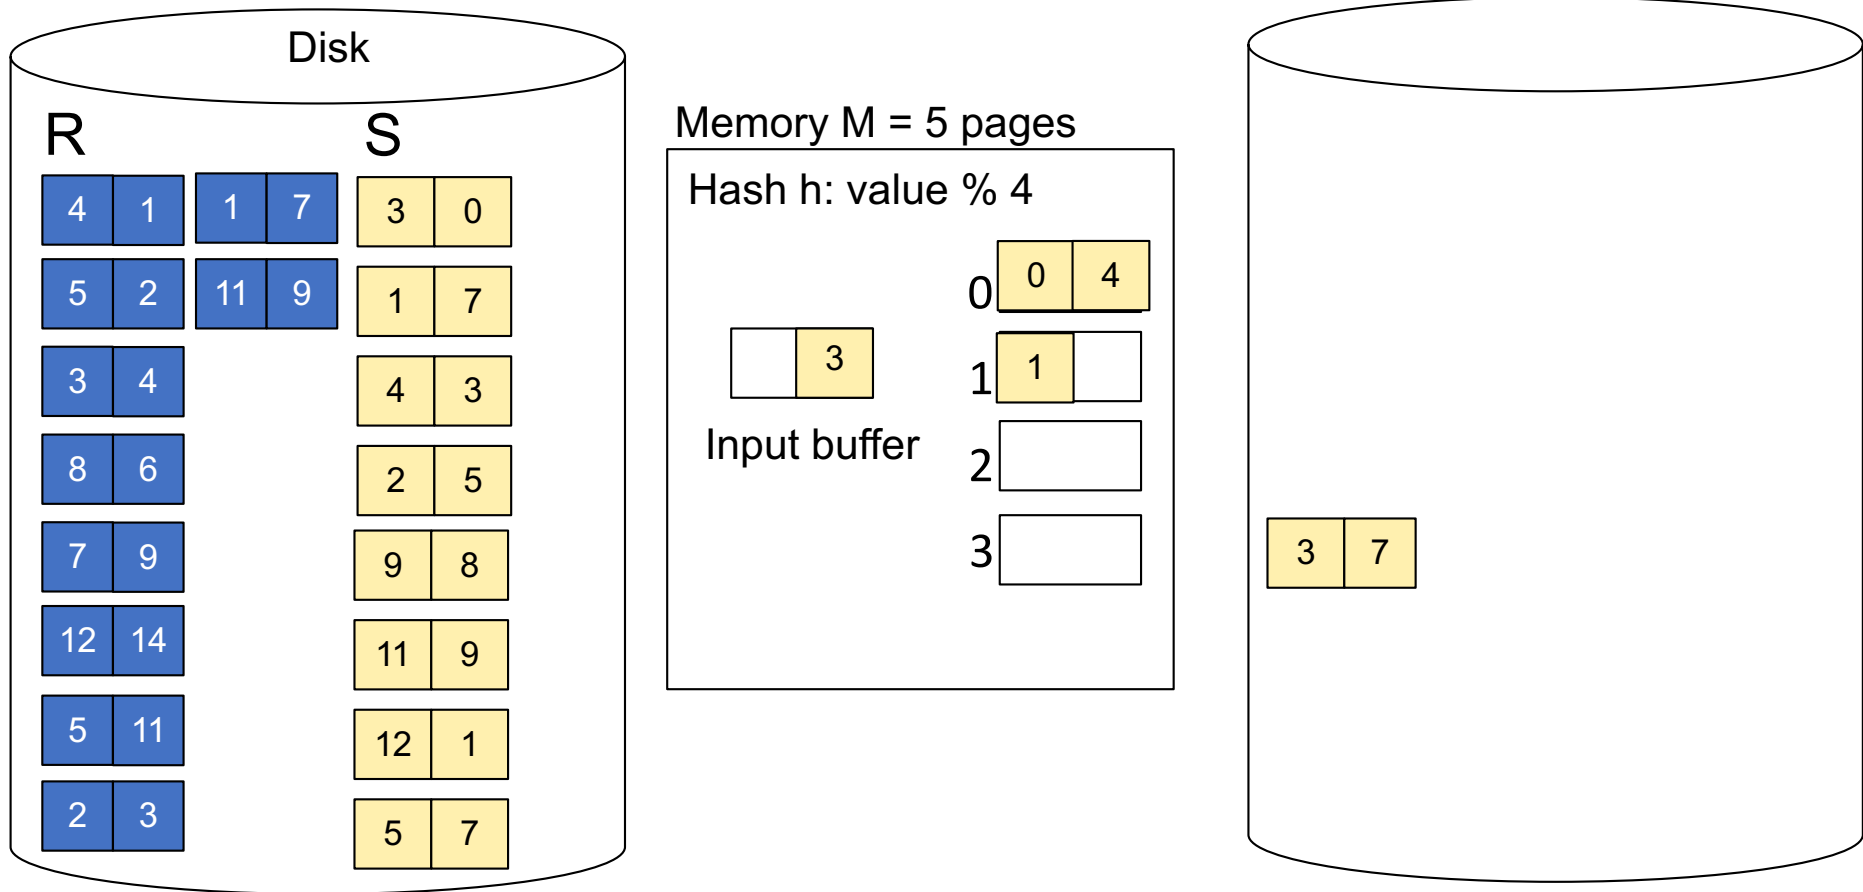 Disk
R S
4 1 1 7 3 0
5 2 11 9 1 7
3 4 4 3
8 6 2 5
7 9 9 8
12 14 11 9
5 11 12 1
2 3 5 7
Memory M = 5 pages
Hash h: value % 4
0 0 4
3
1 1
Input buffer
2
3
3 7